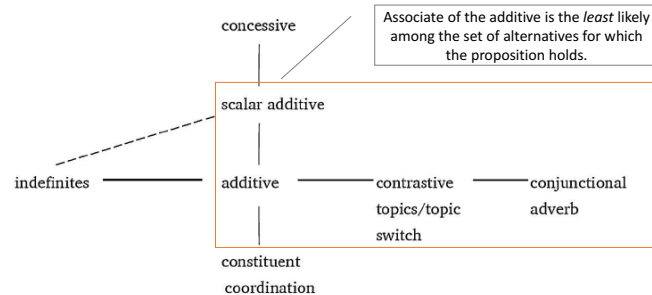 concessive
Associate of the additive is the least likely
among the set of alternatives for which
the proposition holds.
scalar additive
indefinites
additive
contrastive
topics/topic
switch
conjunctional
adverb
constituent
coordination